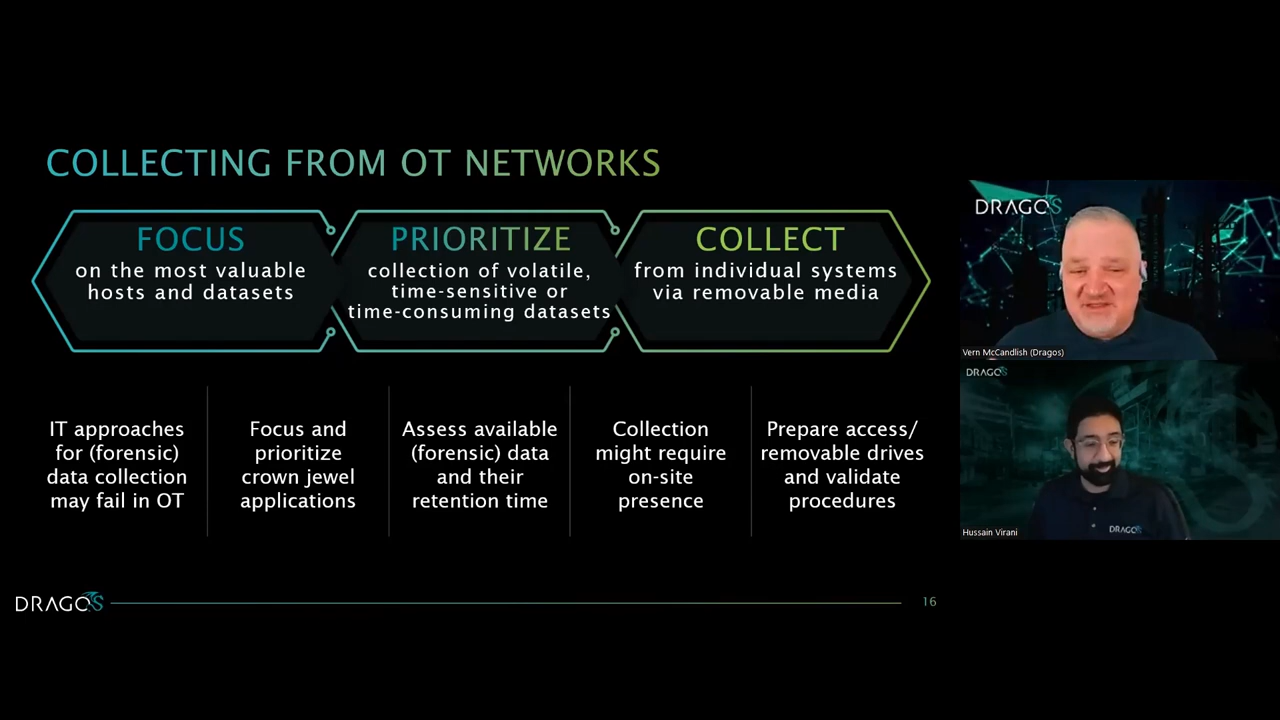 COLLECTING FROM OT NETWORKS
FOCUS
on the most valuable
hosts and datasets
PRIORITIZE
collection of volatile,
time-sensitive or
time-consuming datasets
COLLECT
from individual systems
via removable media
IT approaches
for (forensic)
data collection
may fail in OT
Focus and
prioritize
crown jewel
applications
Assess available
(forensic) data
and their
retention time
Collection
might require
on-site
presence
Prepare access/
removable drives
and validate
procedures
DRAGOS
16
DRAGOS
Vern McCandlish (Dragos)
DRAGOS
DRAGOS
Hussain Virani